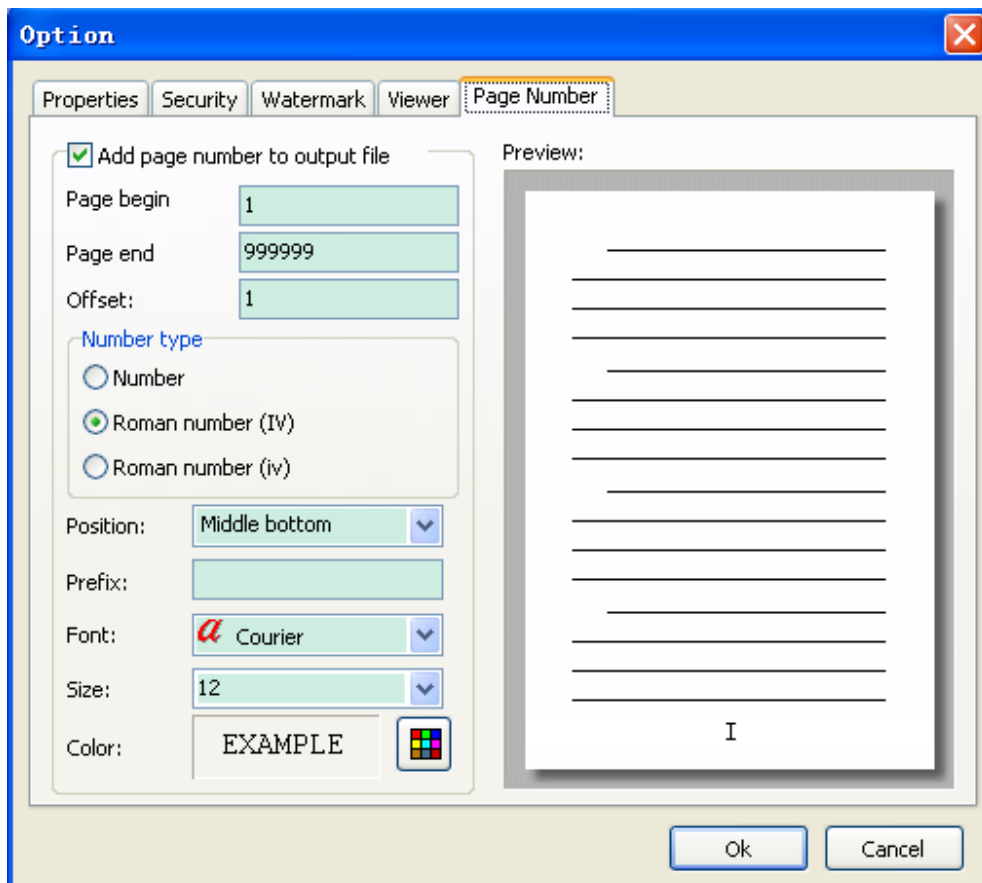 Option
Properties Security Watermark Viewer Page Number
Add page number to output file
Page begin 1
Page end 999999
Offset: 1
Number type
Number
Roman number (IV)
Roman number (iv)
Position: Middle bottom
Prefix:
Font: a Courier
Size: 12
Color: EXAMPLE
Preview:
I
Ok Cancel